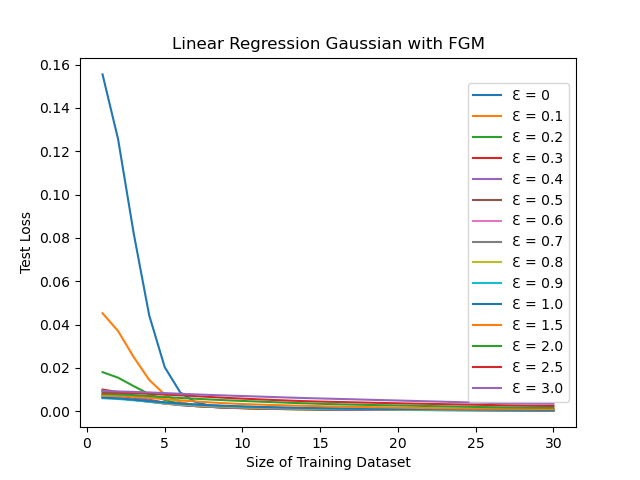 Linear Regression Gaussian with FGM
0.16
0.14
0.12
0.10
0.08
0.06
0.04
0.02
0.00
Test Loss
0
5
10
15
20
25
30
Size of Training Dataset
Ɛ = 0
Ɛ = 0.1
Ɛ = 0.2
Ɛ = 0.3
Ɛ = 0.4
Ɛ = 0.5
Ɛ = 0.6
Ɛ = 0.7
Ɛ = 0.8
Ɛ = 0.9
Ɛ = 1.0
Ɛ = 1.5
Ɛ = 2.0
Ɛ = 2.5
Ɛ = 3.0